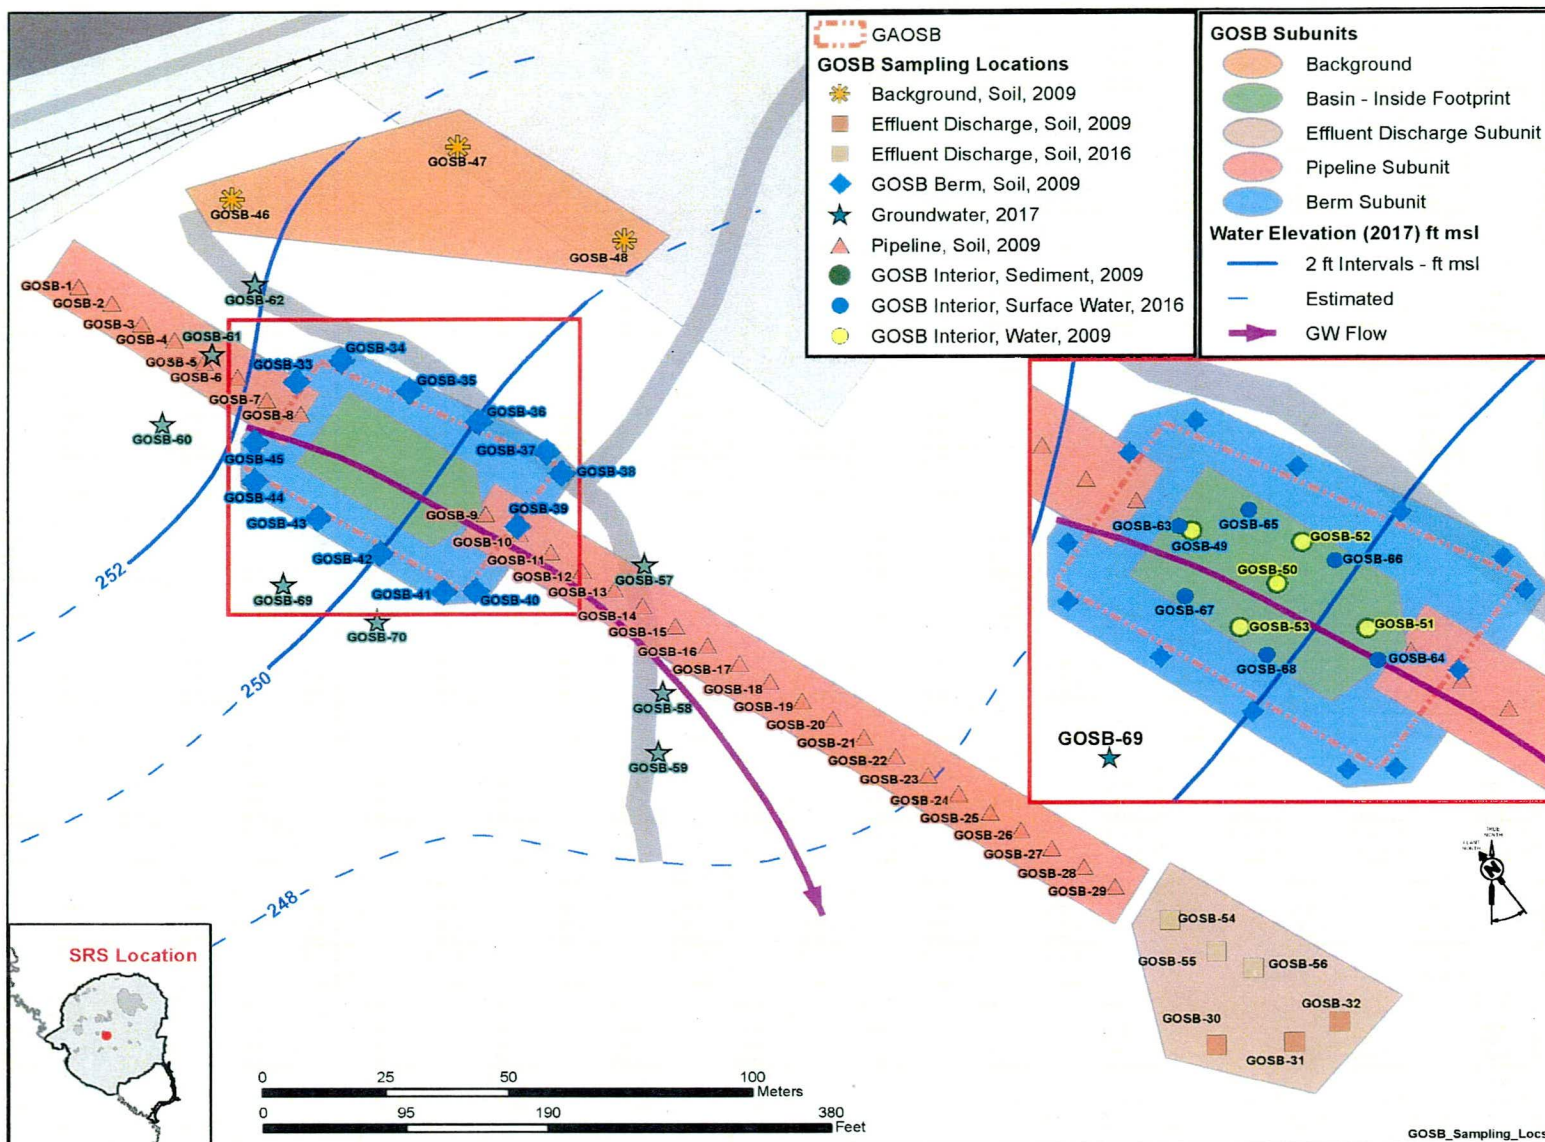 GAOSB
GOSB Sampling Locations
Background, Soil, 2009
Effluent Discharge, Soil, 2009
Effluent Discharge, Soil, 2016
GOSB Berm, Soil, 2009
Groundwater, 2017
Pipeline, Soil, 2009
GOSB Interior, Sediment, 2009
GOSB Interior, Surface Water, 2016
GOSB Interior, Water, 2009
GOSB Subunits
Background
Basin - Inside Footprint
Effluent Discharge Subunit
Pipeline Subunit
Berm Subunit
Water Elevation (2017) ft msl
2 ft Intervals - ft msl
Estimated
GW Flow
GOSB-47
GOSB-46
GOSB-48
GOSB-1
GOSB-2
GOSB-3
GOSB-4
GOSB-5
GOSB-6
GOSB-7
GOSB-8
GOSB-62
GOSB-61
GOSB-60
GOSB-33
GOSB-34
GOSB-35
GOSB-36
GOSB-37
GOSB-38
GOSB-39
GOSB-45
GOSB-44
GOSB-43
GOSB-42
GOSB-41
GOSB-40
GOSB-9
GOSB-10
GOSB-11
GOSB-12
GOSB-13
GOSB-14
GOSB-15
GOSB-16
GOSB-17
GOSB-18
GOSB-19
GOSB-20
GOSB-21
GOSB-22
GOSB-23
GOSB-24
GOSB-25
GOSB-26
GOSB-27
GOSB-28
GOSB-29
GOSB-57
GOSB-58
GOSB-59
GOSB-69
GOSB-70
252
250
248
GOSB-63
GOSB-65
GOSB-49
GOSB-52
GOSB-66
GOSB-50
GOSB-67
GOSB-53
GOSB-51
GOSB-68
GOSB-64
GOSB-69
TRUE
NORTH
PLANT
NORTH
N
GOSB-54
GOSB-55
GOSB-56
GOSB-32
GOSB-30
GOSB-31
SRS Location
0 25 50 100
Meters
0 95 190 380
Feet
GOSB_Sampling_Locs